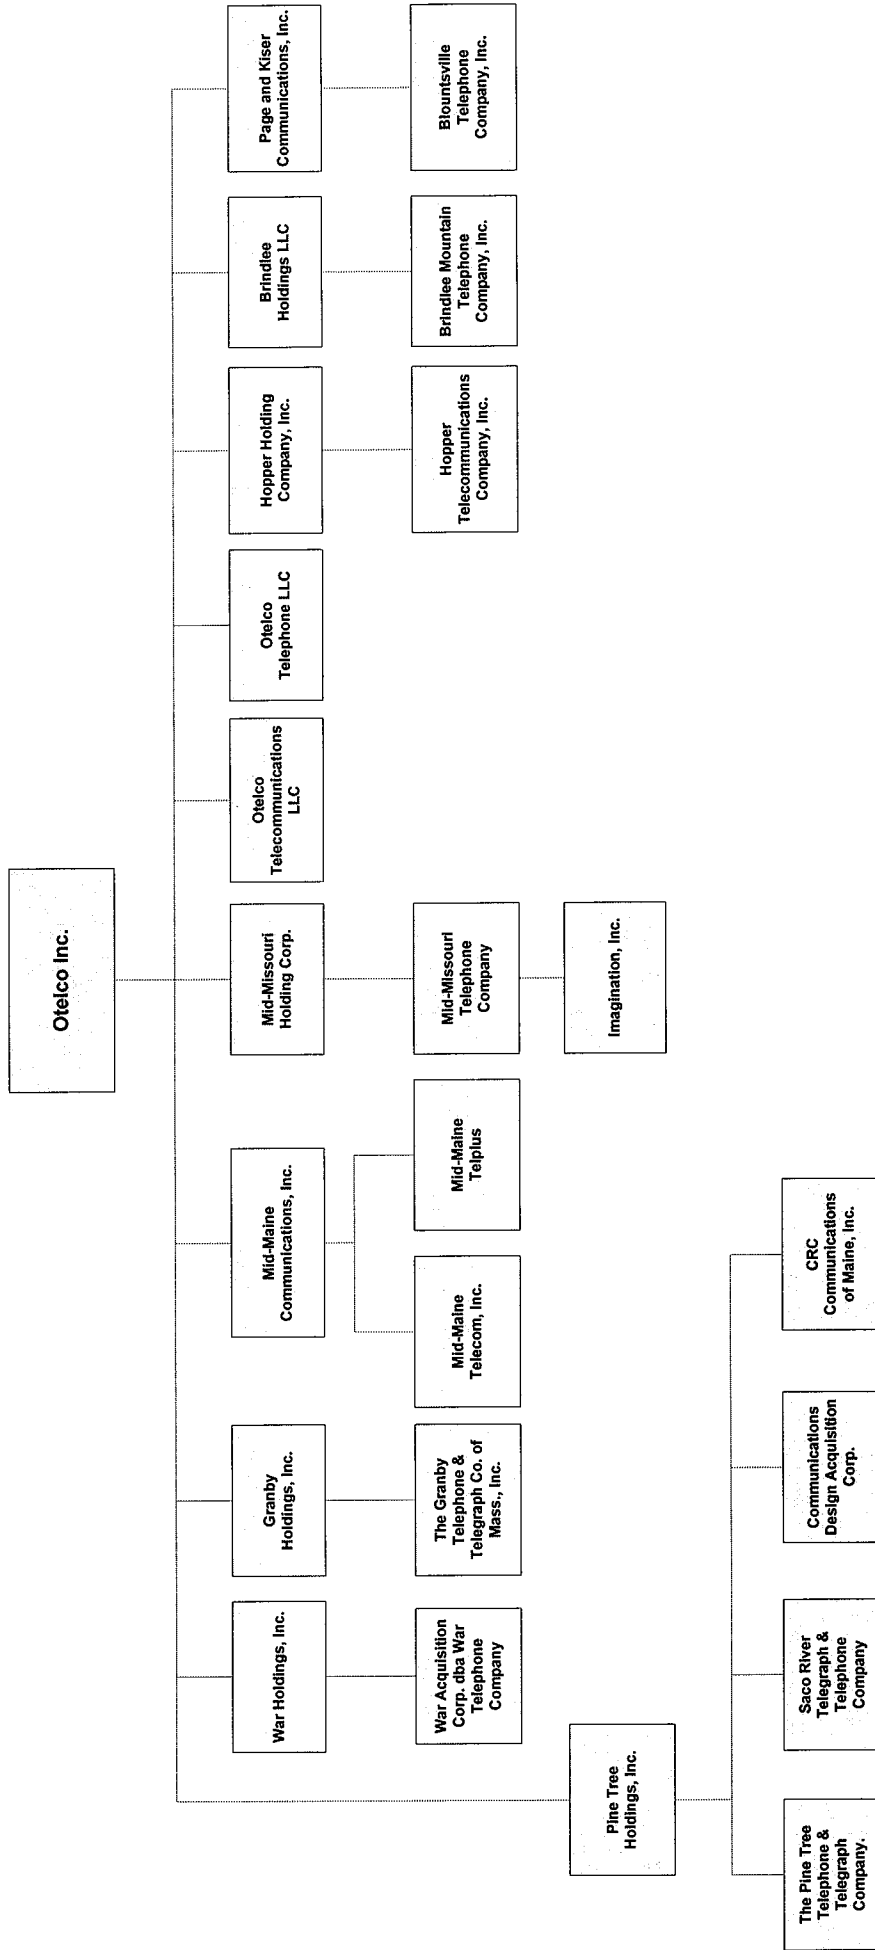 Otelco Inc.
War Holdings, Inc.
Granby
Holdings, Inc.
Mid-Maine
Communications, Inc.
Mid-Missouri
Holding Corp.
Otelco
Telecommunications
LLC
Otelco
Telephone LLC
Hopper Holding
Company, Inc.
Brindlee
Holdings LLC
Page and Kiser
Communications, Inc.
War Acquisition
Corp. dba War
Telephone
Company
The Granby
Telephone &
Telegraph Co. of
Mass., Inc.
Mid-Maine
Telecom, Inc.
Mid-Maine
Telplus
Mid-Missouri
Telephone
Company
Hopper
Telecommunications
Company, Inc.
Brindlee Mountain
Telephone
Company, Inc.
Blountsville
Telephone
Company, Inc.
Pine Tree
Holdings, Inc.
Imagination, Inc.
The Pine Tree
Telephone &
Telegraph
Company.
Saco River
Telegraph &
Telephone
Company
Communications
Design Acquisition
Corp.
CRC
Communications
of Maine, Inc.